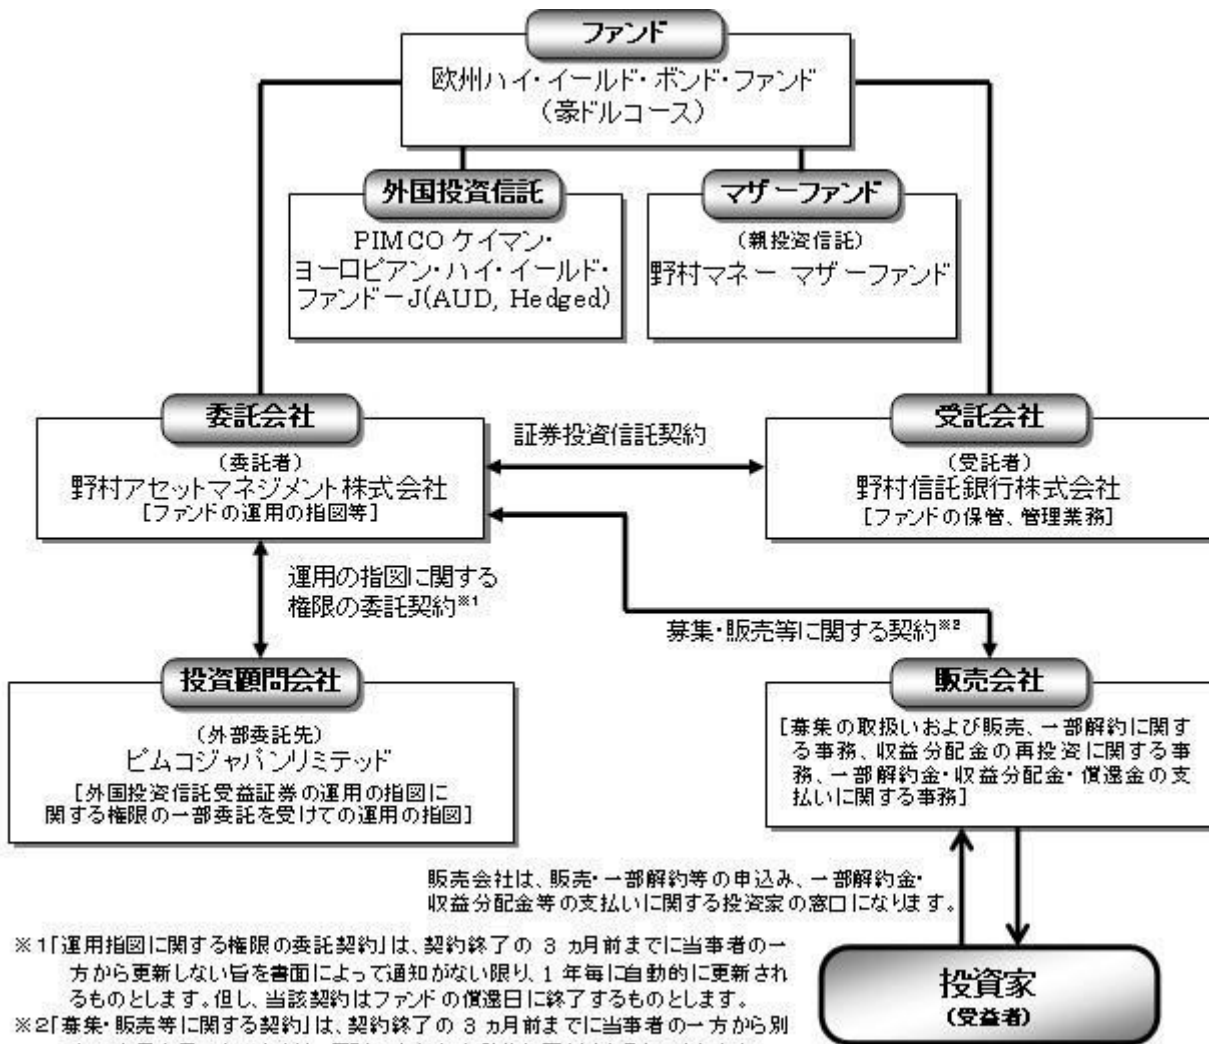 ファンド
欧州ハイ・イールド・ボンド・ファンド
(豪ドルコース)
外国投資信託
PIMCO ケイマン・
ヨーロピアン・ハイ・イールド・
ファンドーJ(AUD, Hedged)
マザーファンド
(親投資信託)
野村マネー マザーファンド
委託会社
(委託者)
野村アセットマネジメント株式会社
[ファンドの運用の指図等]
証券投資信託契約
受託会社
(受託者)
野村信託銀行株式会社
[ファンドの保管、管理業務]
運用の指図に関する
権限の委託契約※1
募集・販売等に関する契約※2
投資顧問会社
(外部委託先)
ピムコジャパンリミテッド
[外国投資信託受益証券の運用の指図に
関する権限の一部委託を受けての運用の指図]
販売会社
[募集の取扱いおよび販売、一部解約に関す
る事務、収益分配金の再投資に関する事
務、一部解約金・収益分配金・償還金の支
払いに関する事務]
販売会社は、販売・一部解約等の申込み、一部解約金・
収益分配金等の支払いに関する投資家の窓口になります。
投資家
(受益者)
※1「運用指図に関する権限の委託契約」は、契約終了の 3 ヵ月前までに当事者の一
方から更新しない旨を書面によって通知がない限り、1 年毎に自動的に更新され
るものとします。但し、当該契約はファンドの償還日に終了するものとします。
※2「募集・販売等に関する契約」は、契約終了の 3 ヵ月前までに当事者の一方から別